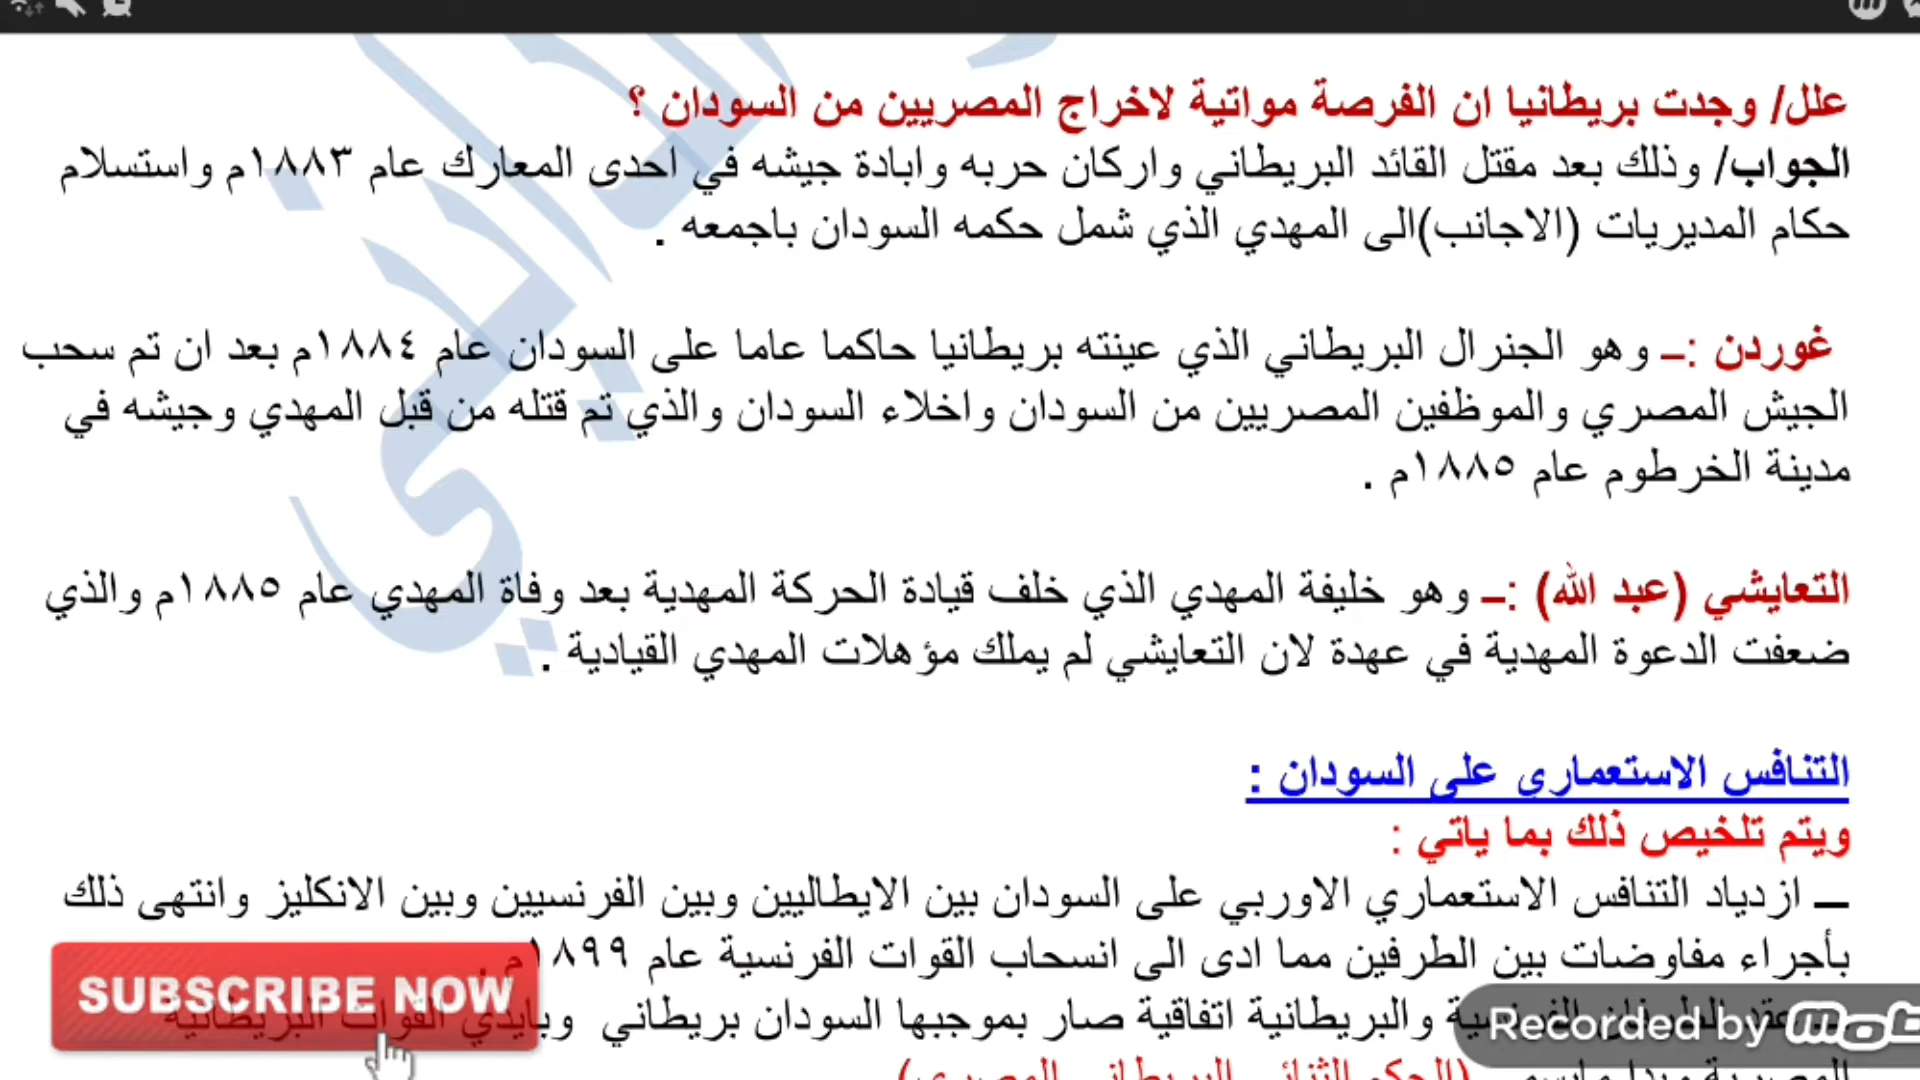 علل/ وجدت بريطانيا ان الفرصة مواتية لاخراج المصريين من السودان ؟
الجواب/ وذلك بعد مقتل القائد البريطاني واركان حربه وابادة جيشه في احدى المعارك عام ١٨٨٣م واستسلام
حكام المديريات (الاجانب)الى المهدي الذي شمل حكمه السودان باجمعه .
غوردن :ـ وهو الجنرال البريطاني الذي عينته بريطانيا حاكما عاما على السودان عام ١٨٨٤م بعد ان تم سحب
الجيش المصري والموظفين المصريين من السودان واخلاء السودان والذي تم قتله من قبل المهدي وجيشه في
مدينة الخرطوم عام ١٨٨٥م .
التعايشي (عبد الله) :ـ وهو خليفة المهدي الذي خلف قيادة الحركة المهدية بعد وفاة المهدي عام ١٨٨٥م والذي
ضعفت الدعوة المهدية في عهدة لان التعايشي لم يملك مؤهلات المهدي القيادية .
التنافس الاستعماري على السودان :
ويتم تلخيص ذلك بما ياتي :
ـ ازدياد التنافس الاستعماري الاوربي على السودان بين الايطاليين وبين الفرنسيين وبين الانكليز وانتهى ذلك
بأجراء مفاوضات بين الطرفين مما ادى الى انسحاب القوات الفرنسية عام ١٨٩٩م .
والبريطانية اتفاقية صار بموجبها السودان بريطاني وبايدي القوات البريطانية
(الحكم الثنائي البريطاني المصري)
SUBSCRIBE NOW
Recorded by